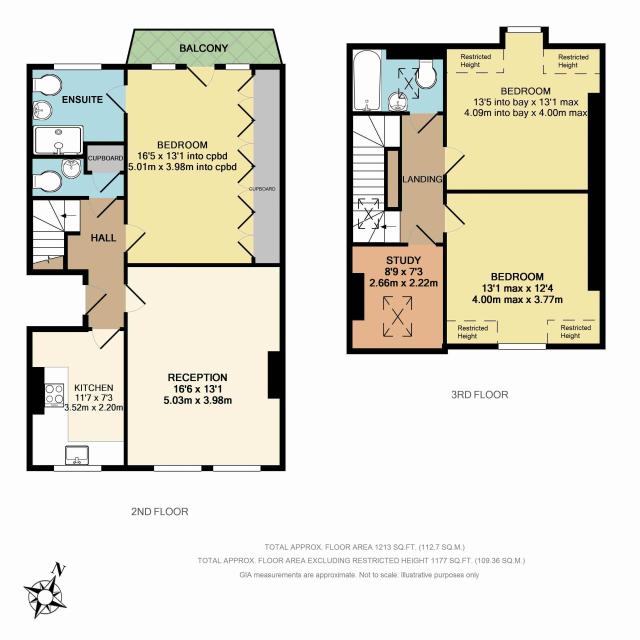 BALCONY
ENSUITE
CUPBOARD
BEDROOM
16'5 x 13'1 into cpbd
5.01m x 3.98m into cpbd
CUPBOARD
HALL
RECEPTION
16'6 x 13'1
5.03m x 3.98m
KITCHEN
11'7 x 7'3
3.52m x 2.20m
2ND FLOOR
Restricted
Height
Restricted
Height
BEDROOM
13'5 into bay x 13'1 max
4.09m into bay x 4.00m max
LANDING
STUDY
8'9 x 7'3
2.66m x 2.22m
BEDROOM
13'1 max x 12'4
4.00m max x 3.77m
Restricted
Height
Restricted
Height
3RD FLOOR
TOTAL APPROX. FLOOR AREA 1213 SQ.FT. (112.7 SQ.M.)
TOTAL APPROX. FLOOR AREA EXCLUDING RESTRICTED HEIGHT 1177 SQ.FT. (109.36 SQ.M.)
GIA measurements are approximate. Not to scale. Illustrative purposes only
N